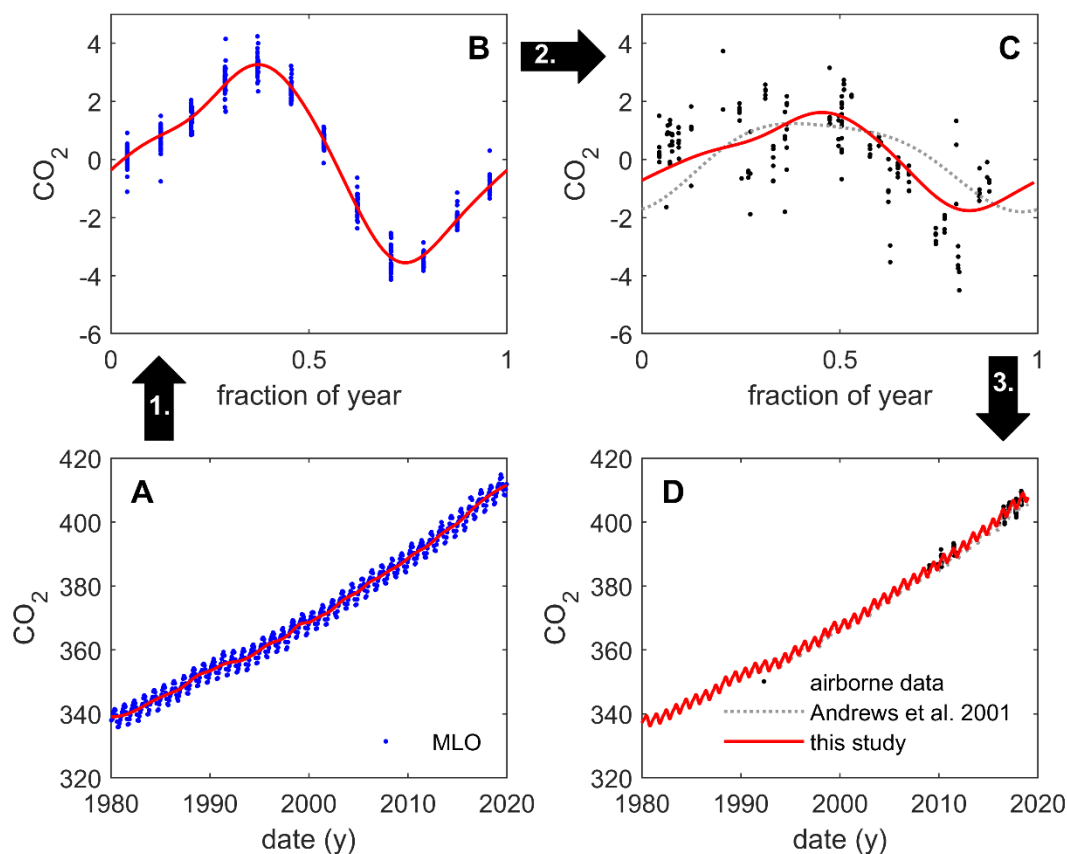 B
CO2
4
2
0
-2
-4
-6
0
0.5
1
fraction of year
2.
C
CO2
4
2
0
-2
-4
-6
0
0.5
1
fraction of year
1.
3.
A
CO2
420
400
380
360
340
320
MLO
1980
1990
2000
2010
2020
date (y)
D
CO2
420
400
380
360
340
320
airborne data
Andrews et al. 2001
this study
1980
1990
2000
2010
2020
date (y)